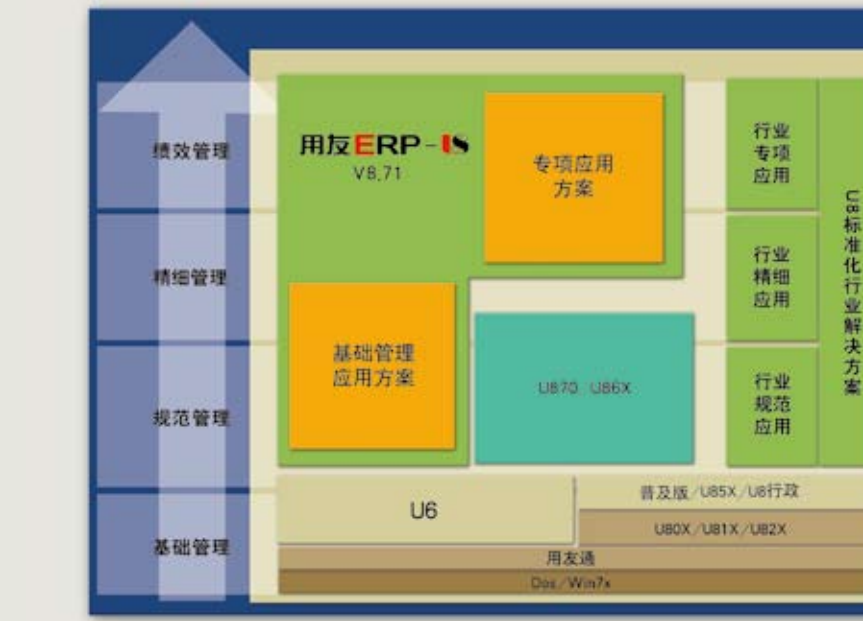 绩效管理
精细管理
规范管理
基础管理
用友ERP-U8
V8.71
专项应用
方案
基础管理
应用方案
U870 U86X
行业
专项
应用
行业
精细
应用
行业
规范
应用
U8标准化行业解决方案
U6
普及版/U85X/U8行政
U80X/U81X/U82X
用友通
Dos/Win7x